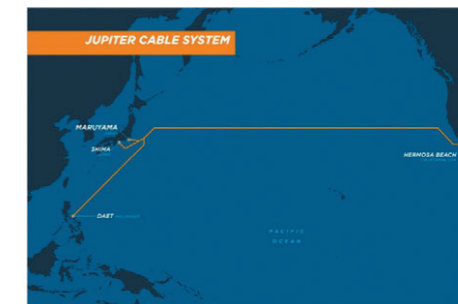 JUPITER CABLE SYSTEM
MARUYAMA
SHIMA
HERMOSA BEACH
DAET
PACIFIC
OCEAN